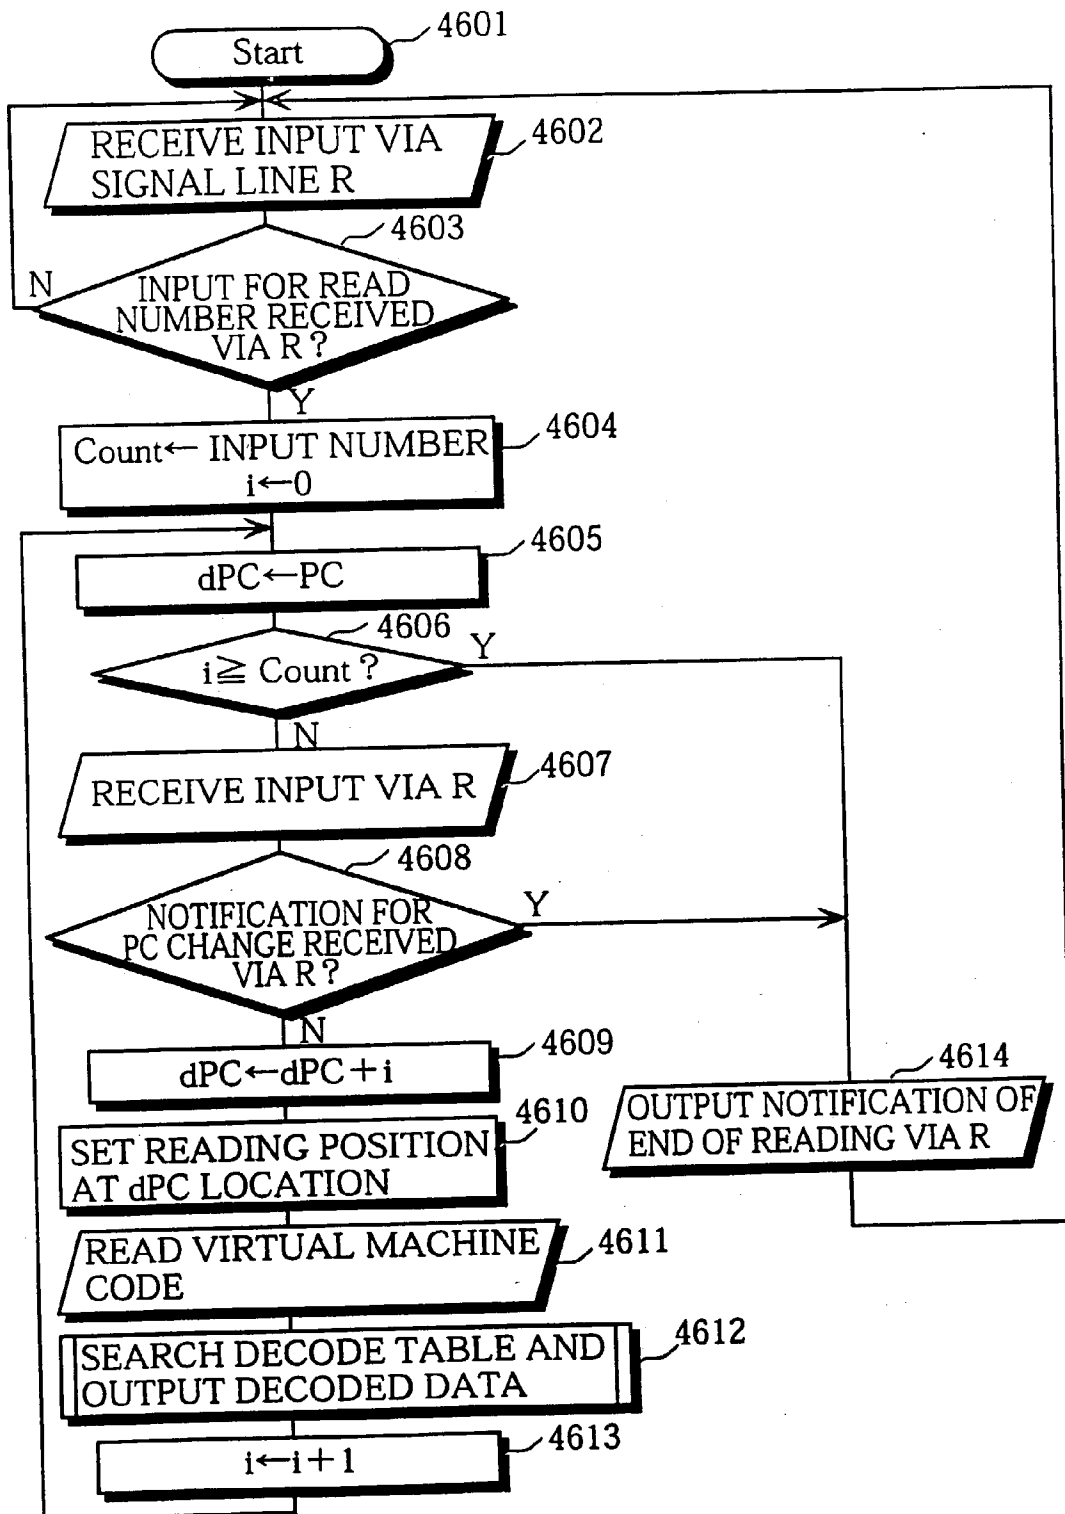 4601
Start
RECEIVE INPUT VIA
SIGNAL LINE R
4602
4603
N
INPUT FOR READ
NUMBER RECEIVED
VIA R?
Y
4604
Count← INPUT NUMBER
i←0
4605
dPC←PC
4606
i≧ Count?
Y
N
4607
RECEIVE INPUT VIA R
4608
NOTIFICATION FOR
PC CHANGE RECEIVED
VIA R?
Y
N
4609
dPC←dPC+i
4610
SET READING POSITION
AT dPC LOCATION
4614
OUTPUT NOTIFICATION OF
END OF READING VIA R
4611
READ VIRTUAL MACHINE
CODE
4612
SEARCH DECODE TABLE AND
OUTPUT DECODED DATA
4613
i←i+1